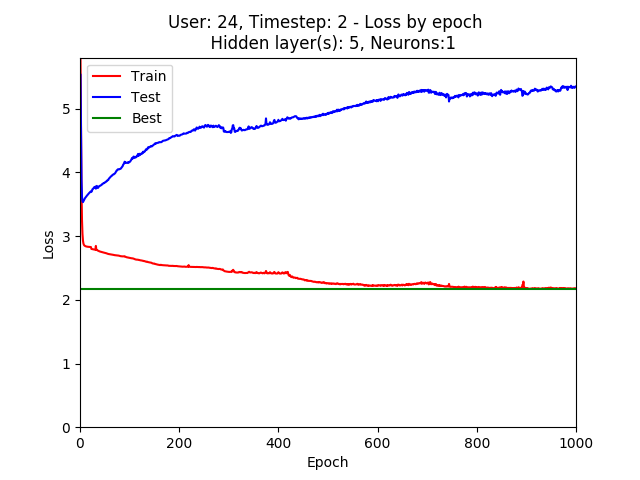 User: 24, Timestep: 2 - Loss by epoch
Hidden layer(s): 5, Neurons:1
Train
Test
Best
5
4
3
2
1
0
Loss
0 200 400 600 800 1000
Epoch